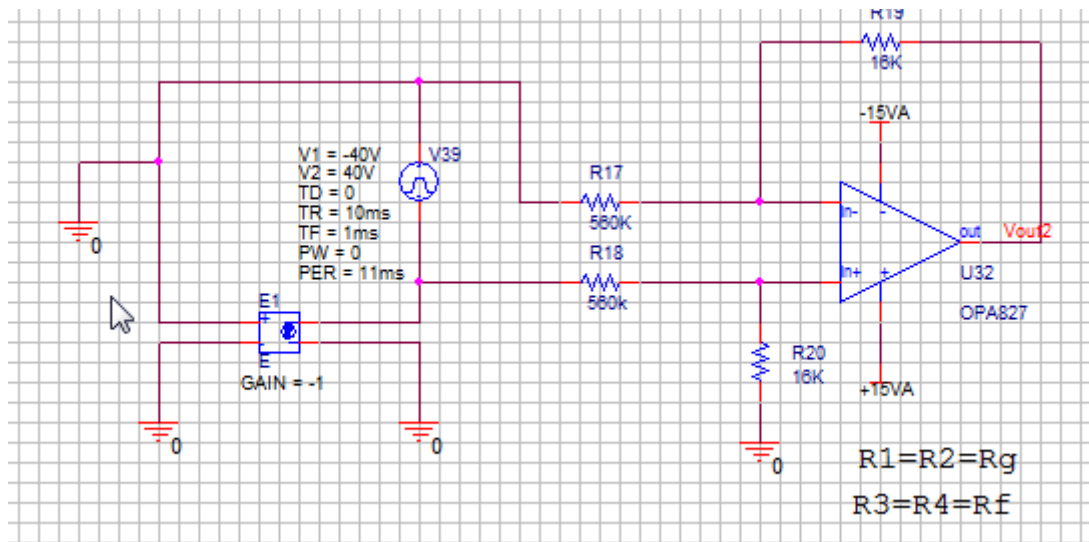 R19
16K
-15VA
V1 = -40V
V39
V2 = 40V
TD = 0
TR = 10ms
TF = 1ms
PW = 0
PER = 11ms
R17
560K
In-
-
out
Vout2
0
R18
560k
In+
+
U32
OPA827
E1
+
-
E
GAIN = -1
R20
16K
+15VA
0
0
0
R1=R2=Rg
R3=R4=Rf